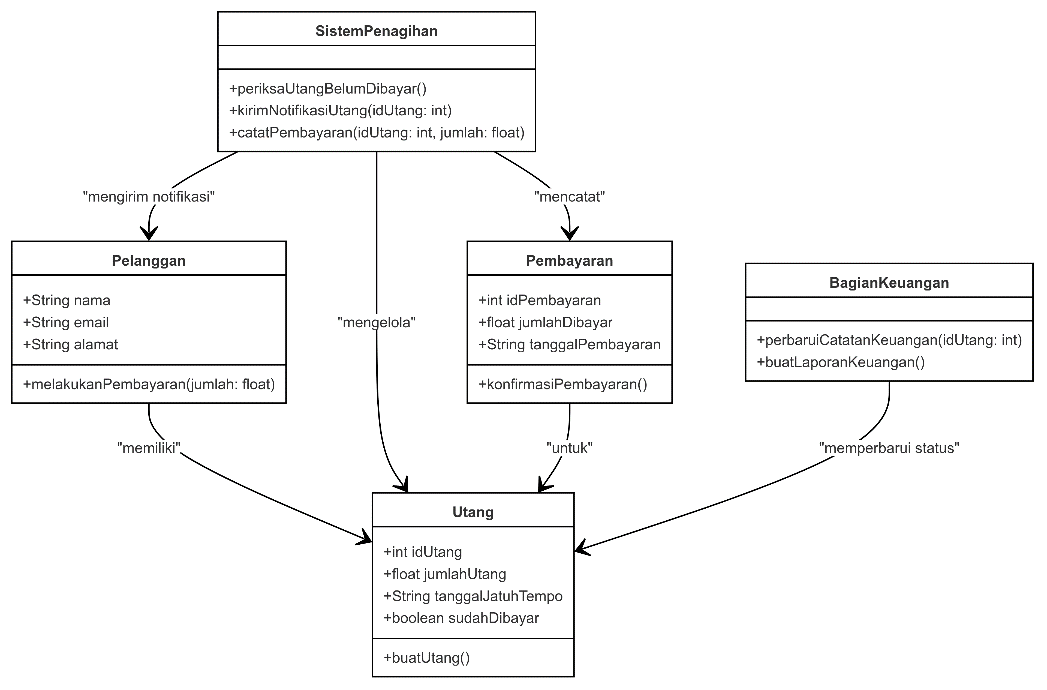 SistemPenagihan
+periksaUtangBelumDibayar()
+kirimNotifikasiUtang(idUtang: int)
+catatPembayaran(idUtang: int, jumlah: float)
"mengirim notifikasi"
"mencatat"
Pelanggan
+String nama
+String email
+String alamat
+melakukanPembayaran(jumlah: float)
"mengelola"
Pembayaran
+int idPembayaran
+float jumlahDibayar
+String tanggalPembayaran
+konfirmasiPembayaran()
BagianKeuangan
+perbaruiCatatanKeuangan(idUtang: int)
+buatLaporanKeuangan()
"memiliki"
"untuk"
"memperbarui status"
Utang
+int idUtang
+float jumlahUtang
+String tanggalJatuhTempo
+boolean sudahDibayar
+buatUtang()